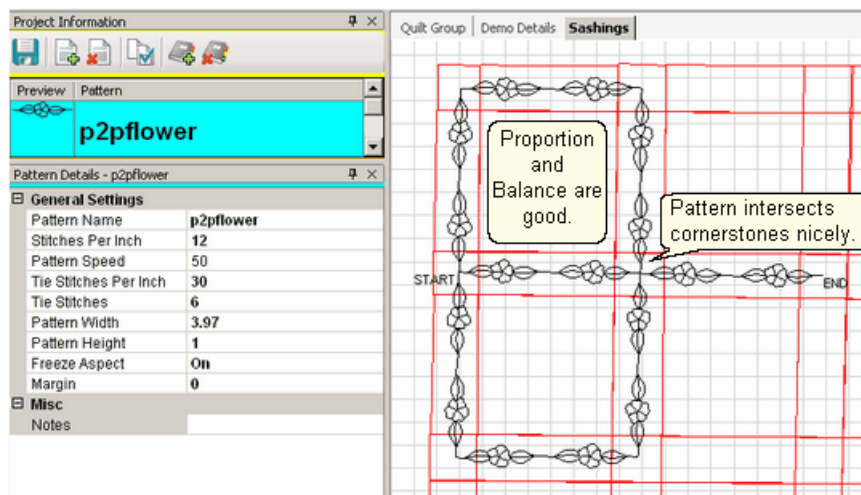 Project Information
Preview Pattern
p2pflower
Pattern Details - p2pflower
General Settings
Pattern Name p2pflower
Stitches Per Inch 12
Pattern Speed 50
Tie Stitches Per Inch 30
Tie Stitches 6
Pattern Width 3.97
Pattern Height 1
Freeze Aspect On
Margin 0
Misc
Notes
Quilt Group Demo Details Sashings
Proportion
and
Balance are
good.
Pattern intersects
cornerstones nicely.
START
END